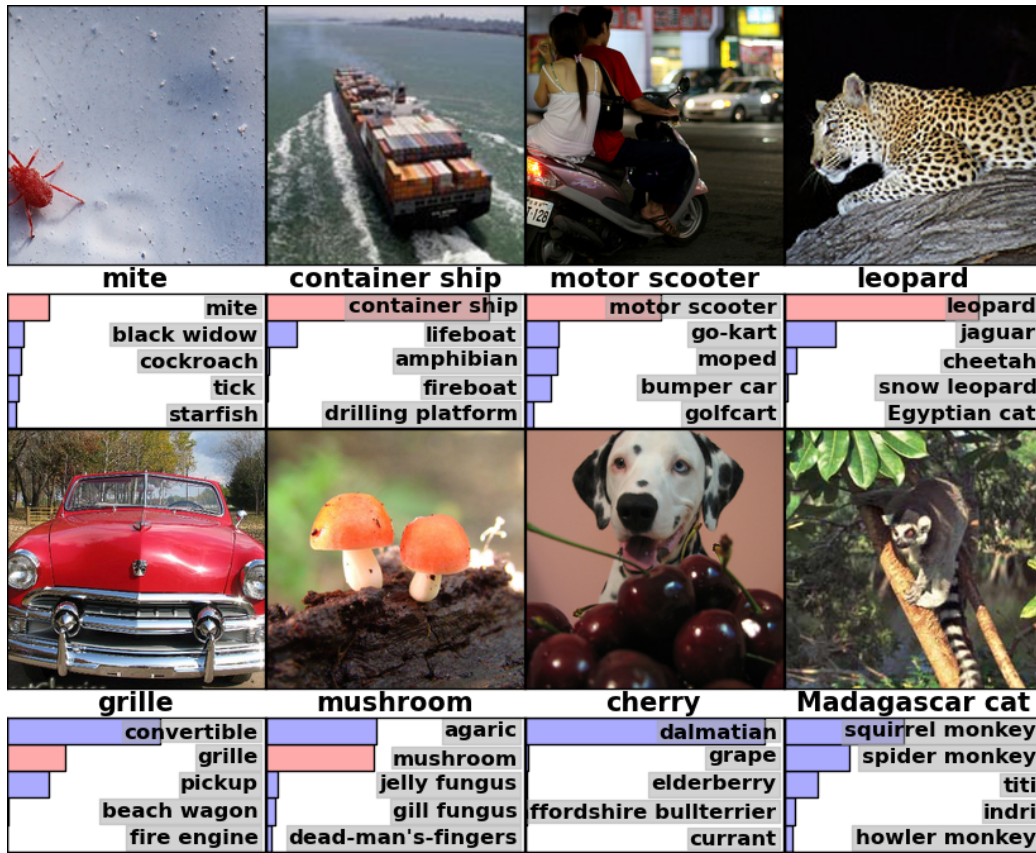 mite
container ship
motor scooter
leopard
mite
black widow
cockroach
tick
starfish
container ship
lifeboat
amphibian
fireboat
drilling platform
motor scooter
go-kart
moped
bumper car
golfcart
leopard
jaguar
cheetah
snow leopard
Egyptian cat
grille
mushroom
cherry
Madagascar cat
convertible
grille
pickup
beach wagon
fire engine
agaric
mushroom
jelly fungus
gill fungus
dead-man's-fingers
dalmatian
grape
elderberry
ffordshire bullterrier
currant
squirrel monkey
spider monkey
titi
indri
howler monkey